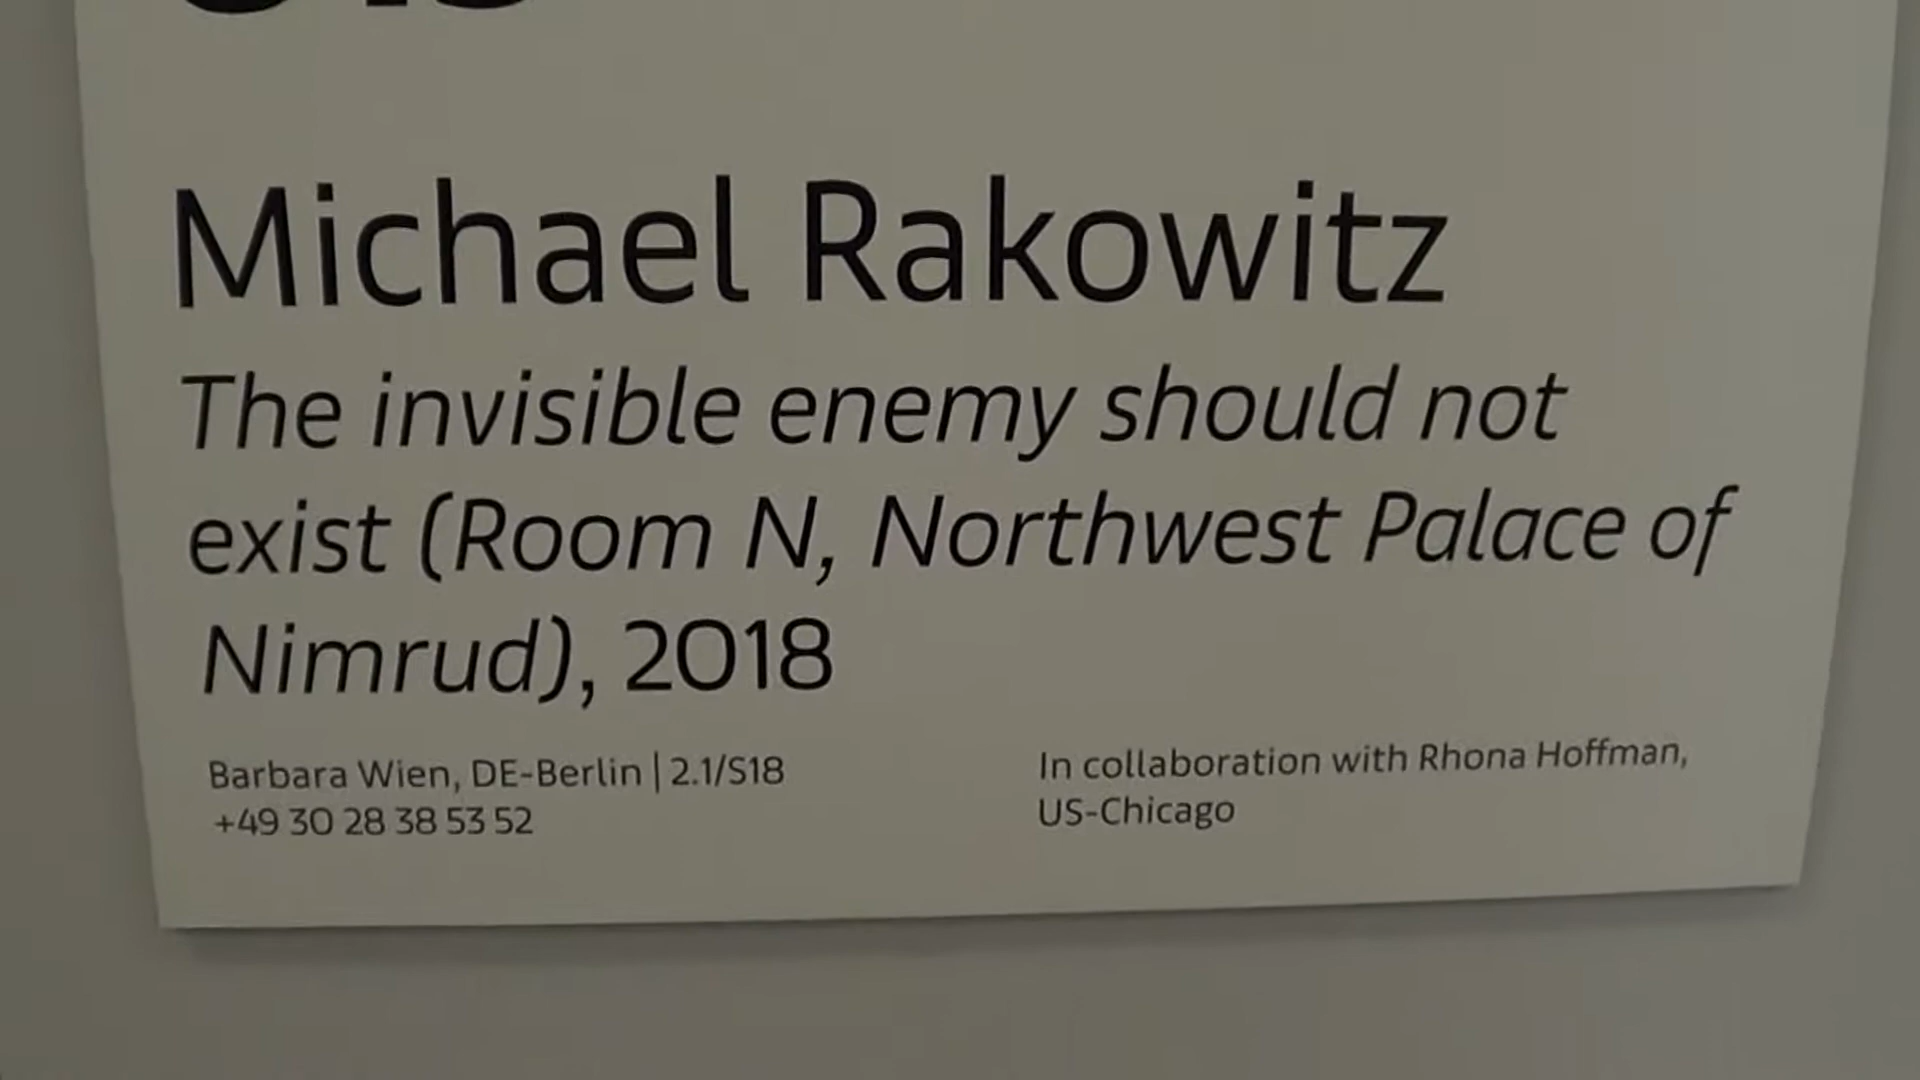 Michael Rakowitz
The invisible enemy should not
exist (Room N, Northwest Palace of
Nimrud), 2018
Barbara Wien, DE-Berlin | 2.1/S18
+49 30 28 38 53 52
In collaboration with Rhona Hoffman,
US-Chicago